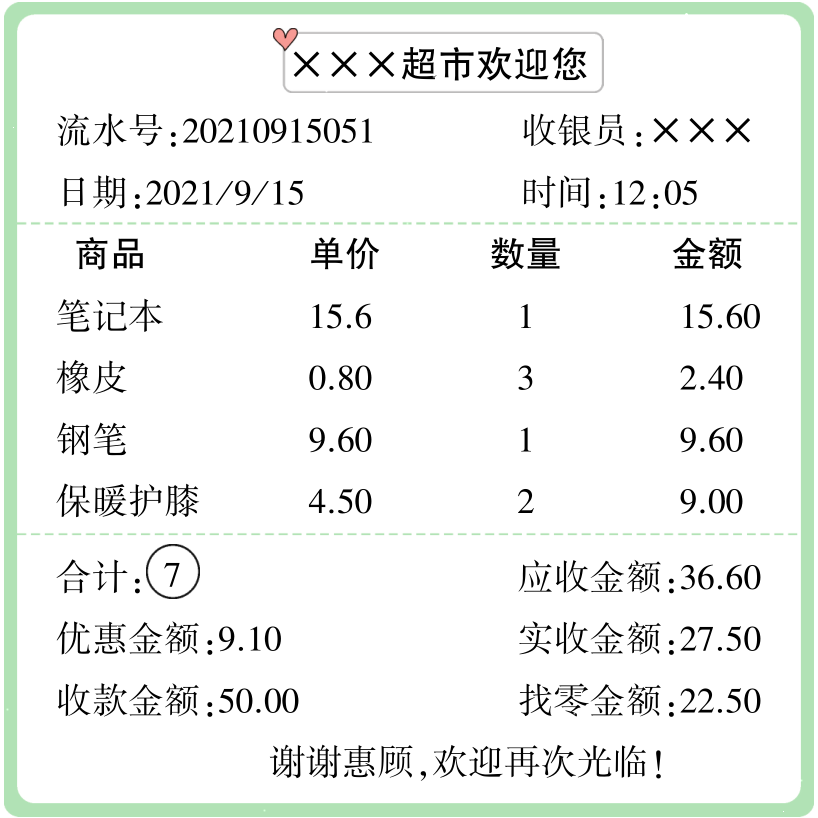 ×××超市欢迎您
流水号:20210915051 收银员:×××
日期:2021/9/15 时间:12:05
商品 单价 数量 金额
笔记本 15.6 1 15.60
橡皮 0.80 3 2.40
钢笔 9.60 1 9.60
保暖护膝 4.50 2 9.00
合计:7 应收金额:36.60
优惠金额:9.10 实收金额:27.50
收款金额:50.00 找零金额:22.50
谢谢惠顾,欢迎再次光临!